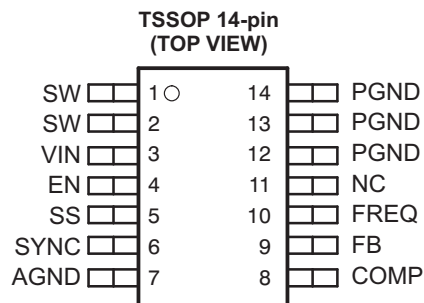 TSSOP 14-pin
(TOP VIEW)
SW 1 14 PGND
SW 2 13 PGND
VIN 3 12 PGND
EN 4 11 NC
SS 5 10 FREQ
SYNC 6 9 FB
AGND 7 8 COMP